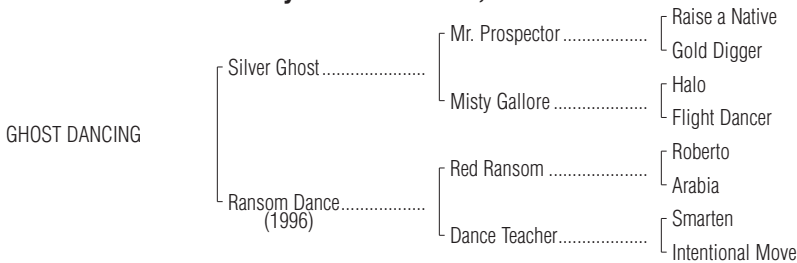 Raise a Native
Mr. Prospector
Gold Digger
Silver Ghost
Halo
Misty Gallore
Flight Dancer
GHOST DANCING
Roberto
Red Ransom
Arabia
Ransom Dance
(1996)
Smarten
Dance Teacher
Intentional Move